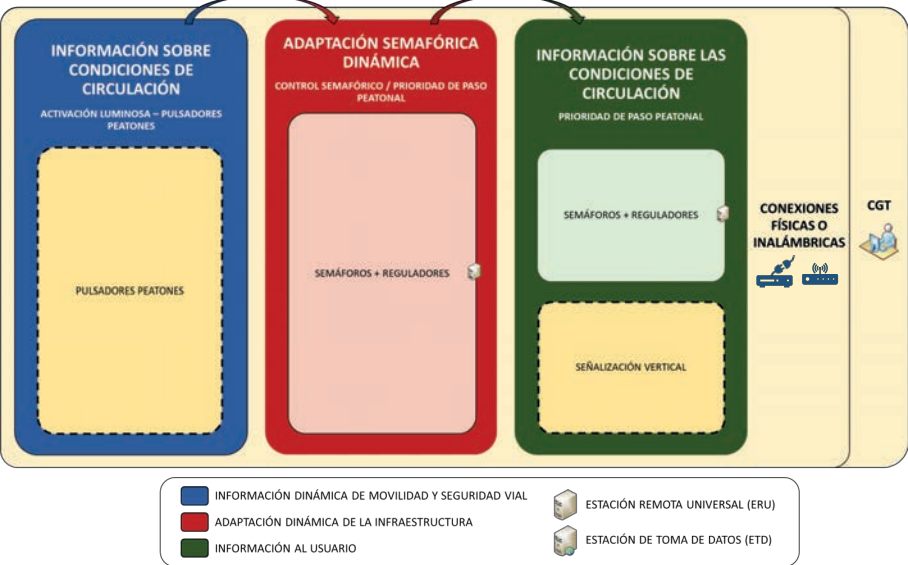 INFORMACIÓN SOBRE
CONDICIONES DE
CIRCULACIÓN
ACTIVACIÓN LUMINOSA – PULSADORES
PEATONES
PULSADORES PEATONES
ADAPTACIÓN SEMAFÓRICA
DINÁMICA
CONTROL SEMAFÓRICO / PRIORIDAD DE PASO
PEATONAL
SEMÁFOROS + REGULADORES
INFORMACIÓN SOBRE LAS
CONDICIONES DE
CIRCULACIÓN
PRIORIDAD DE PASO PEATONAL
SEMÁFOROS + REGULADORES
SEÑALIZACIÓN VERTICAL
CONEXIONES
FÍSICAS O
INALÁMBRICAS
CGT
INFORMACIÓN DINÁMICA DE MOVILIDAD Y SEGURIDAD VIAL
ADAPTACIÓN DINÁMICA DE LA INFRAESTRUCTURA
INFORMACIÓN AL USUARIO
ESTACIÓN REMOTA UNIVERSAL (ERU)
ESTACIÓN DE TOMA DE DATOS (ETD)